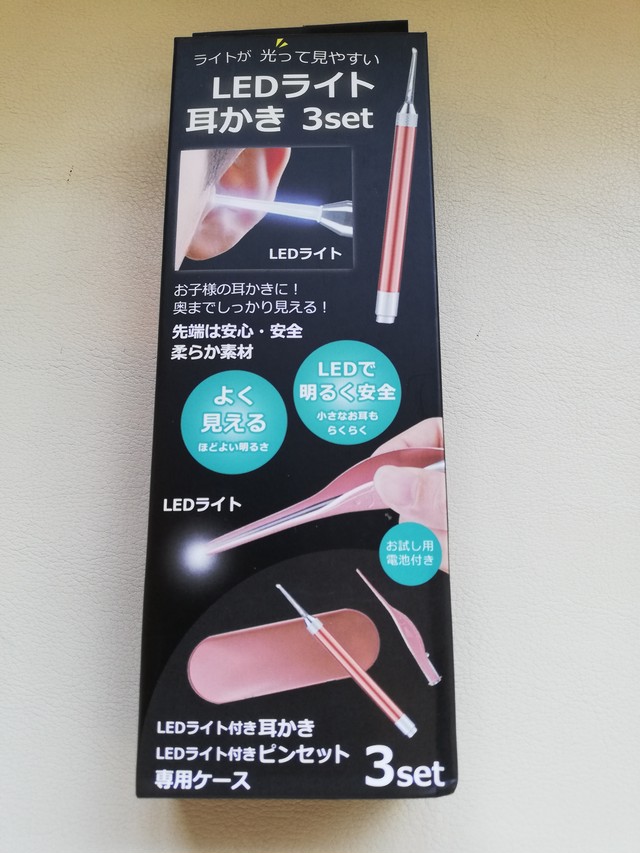 ライトが 光って見やすい
LEDライト
耳かき 3set
LEDライト
お子様の耳かきに！
奥までしっかり見える！
先端は安心・安全
柔らか素材
LEDで
明るく安全
小さなお耳も
らくらく
よく
見える
ほどよい明るさ
LEDライト
お試し用
電池付き
LEDライト付き耳かき
LEDライト付きピンセット
専用ケース
3set